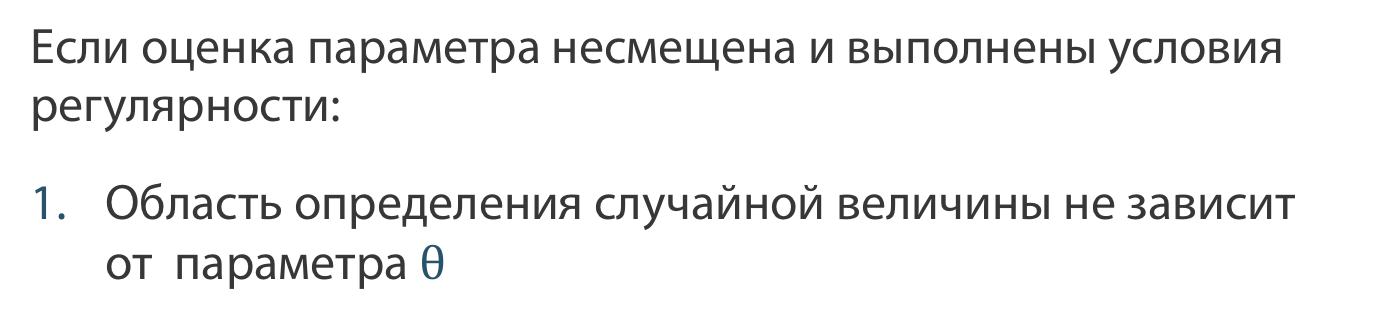 Если оценка параметра несмещена и выполнены условия
регулярности:
1. Область определения случайной величины не зависит
от параметра θ